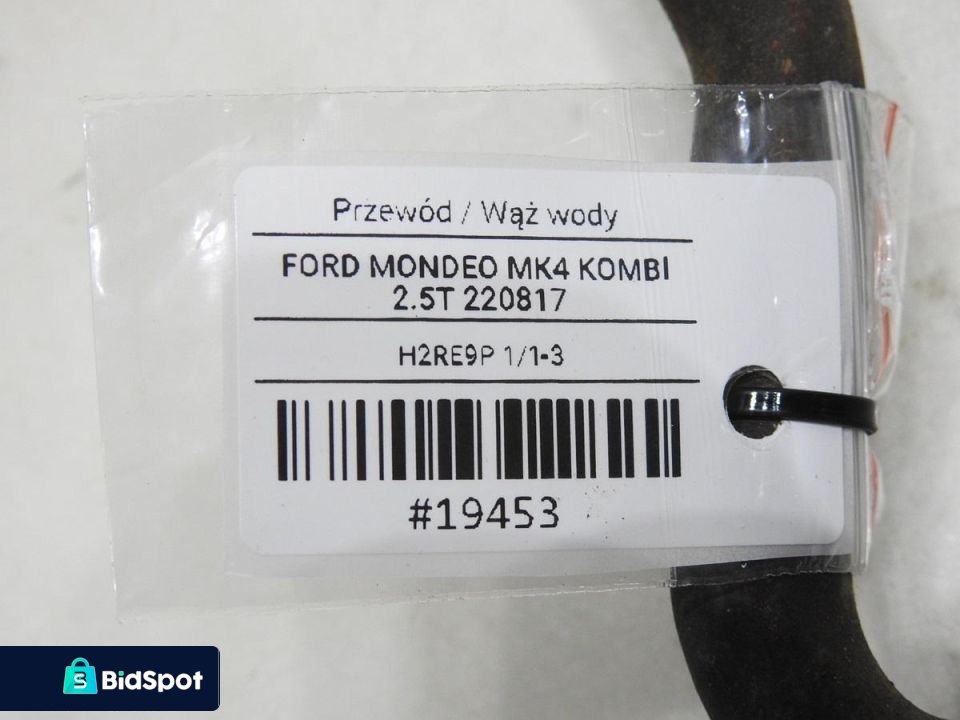 Przewód / Wąż wody
FORD MONDEO MK4 KOMBI
2.5T 220817
H2RE9P 1/1-3
#19453
S BidSpot